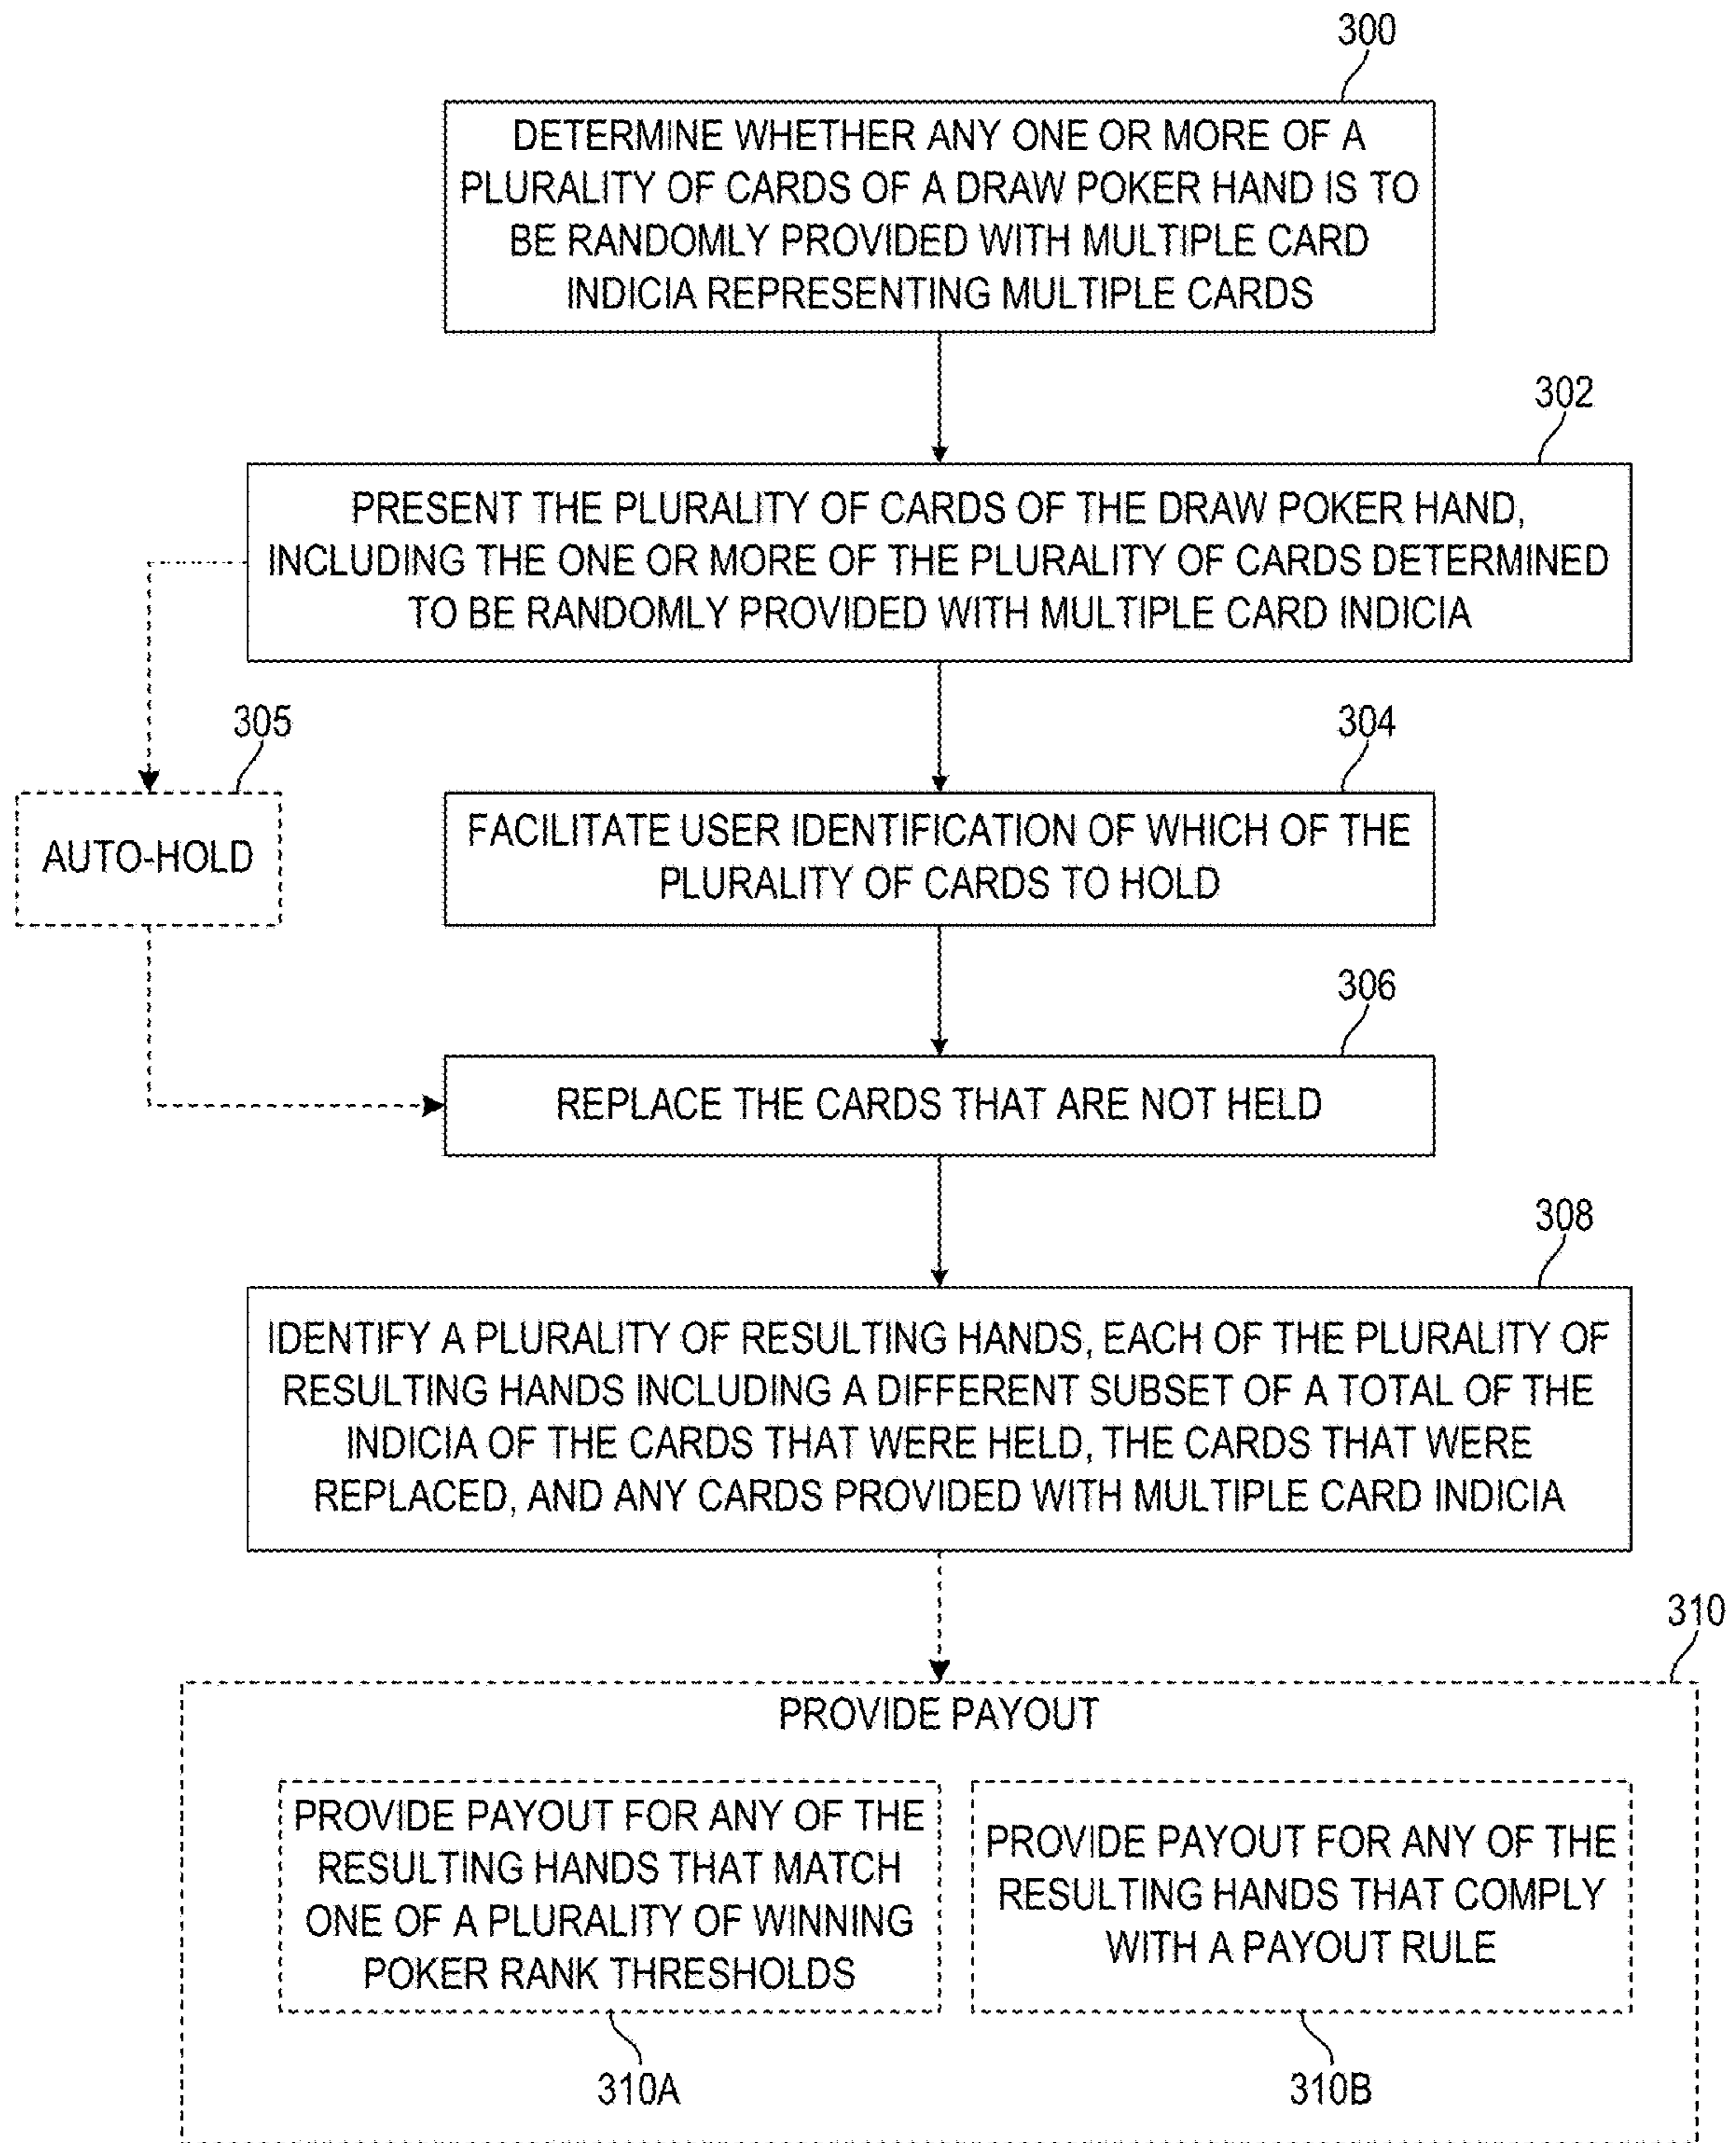 300
DETERMINE WHETHER ANY ONE OR MORE OF A
PLURALITY OF CARDS OF A DRAW POKER HAND IS TO
BE RANDOMLY PROVIDED WITH MULTIPLE CARD
INDICIA REPRESENTING MULTIPLE CARDS
302
PRESENT THE PLURALITY OF CARDS OF THE DRAW POKER HAND,
INCLUDING THE ONE OR MORE OF THE PLURALITY OF CARDS DETERMINED
TO BE RANDOMLY PROVIDED WITH MULTIPLE CARD INDICIA
305
AUTO-HOLD
304
FACILITATE USER IDENTIFICATION OF WHICH OF THE
PLURALITY OF CARDS TO HOLD
306
REPLACE THE CARDS THAT ARE NOT HELD
308
IDENTIFY A PLURALITY OF RESULTING HANDS, EACH OF THE PLURALITY OF
RESULTING HANDS INCLUDING A DIFFERENT SUBSET OF A TOTAL OF THE
INDICIA OF THE CARDS THAT WERE HELD, THE CARDS THAT WERE
REPLACED, AND ANY CARDS PROVIDED WITH MULTIPLE CARD INDICIA
310
PROVIDE PAYOUT
PROVIDE PAYOUT FOR ANY OF THE
RESULTING HANDS THAT MATCH
ONE OF A PLURALITY OF WINNING
POKER RANK THRESHOLDS
310A
PROVIDE PAYOUT FOR ANY OF THE
RESULTING HANDS THAT COMPLY
WITH A PAYOUT RULE
310B